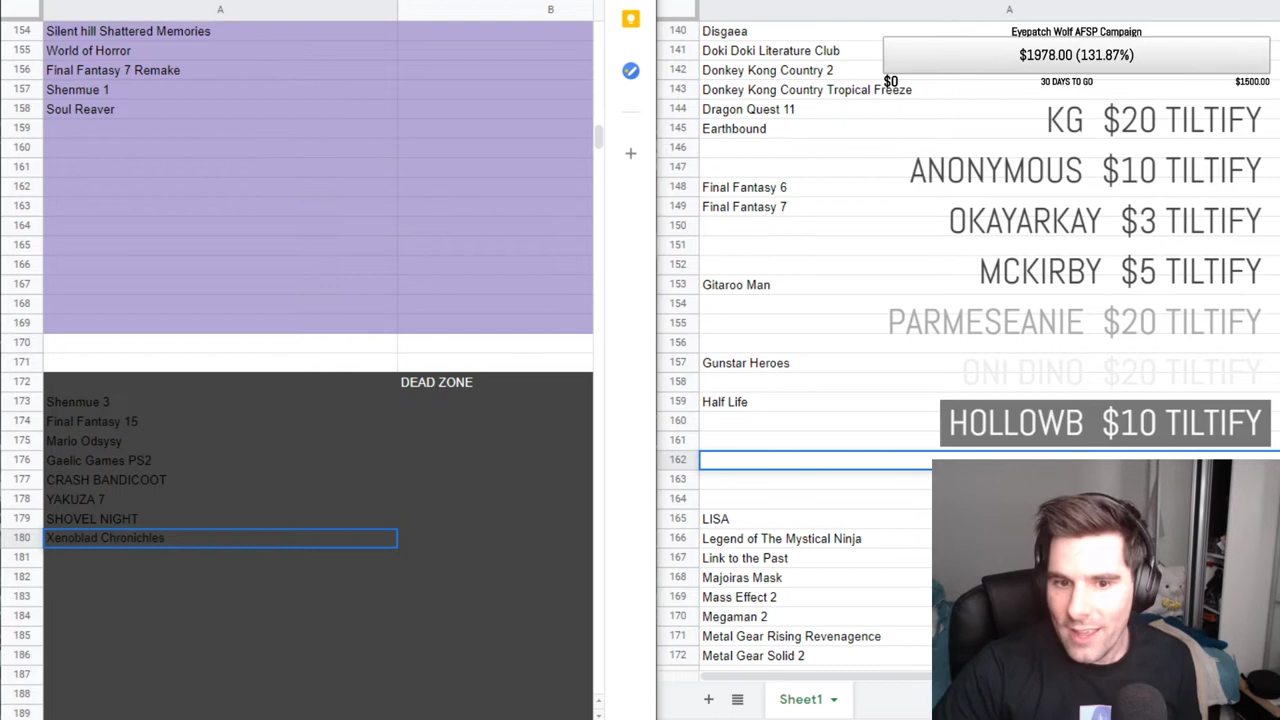 A
B
154 Silent hill Shattered Memories
155 World of Horror
156 Final Fantasy 7 Remake
157 Shenmue 1
158 Soul Reaver
159
160
161
162
163
164
165
166
167
168
169
170
171
172 DEAD ZONE
173 Shenmue 3
174 Final Fantasy 15
175 Mario Odsysy
176 Gaelic Games PS2
177 CRASH BANDICOOT
178 YAKUZA 7
179 SHOVEL NIGHT
180 Xenoblad Chronichles
181
182
183
184
185
186
187
188
189
A
140 Disgaea
141 Doki Doki Literature Club
142 Donkey Kong Country 2
143 Donkey Kong Country Tropical Freeze
144 Dragon Quest 11
145 Earthbound
146
147
148 Final Fantasy 6
149 Final Fantasy 7
150
151
152
153 Gitaroo Man
154
155
156
157 Gunstar Heroes
158
159 Half Life
160
161
162
163
164
165 LISA
166 Legend of The Mystical Ninja
167 Link to the Past
168 Majoiras Mask
169 Mass Effect 2
170 Megaman 2
171 Metal Gear Rising Revenagence
172 Metal Gear Solid 2
Sheet1
Eyepatch Wolf AFSP Campaign
$1978.00 (131.87%)
$0 30 DAYS TO GO $1500.00
KG $20 TILTIFY
ANONYMOUS $10 TILTIFY
OKAYARKAY $3 TILTIFY
MCKIRBY $5 TILTIFY
PARMESEANIE $20 TILTIFY
ONI DINO $20 TILTIFY
HOLLOWB $10 TILTIFY